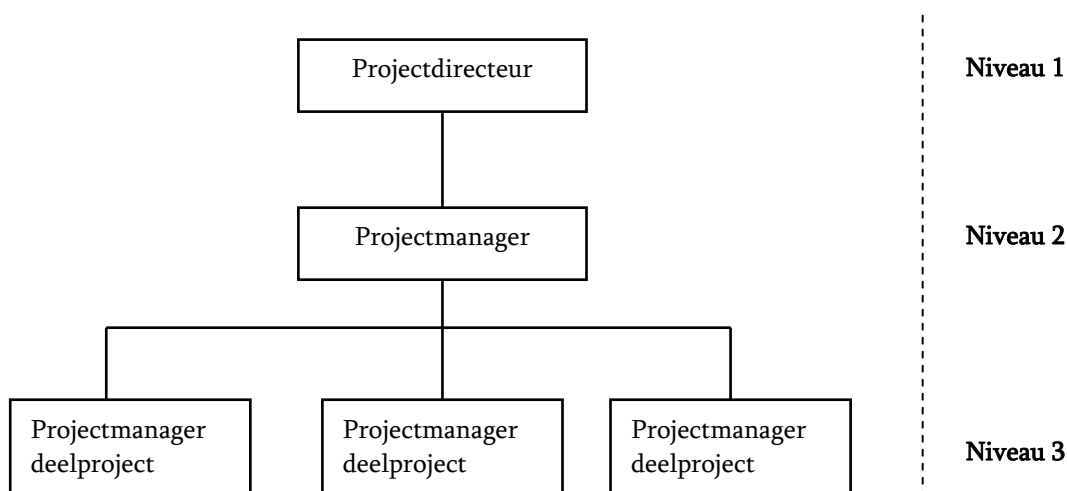 Projectdirecteur
Niveau 1
Projectmanager
Niveau 2
Projectmanager
deelproject
Projectmanager
deelproject
Projectmanager
deelproject
Niveau 3